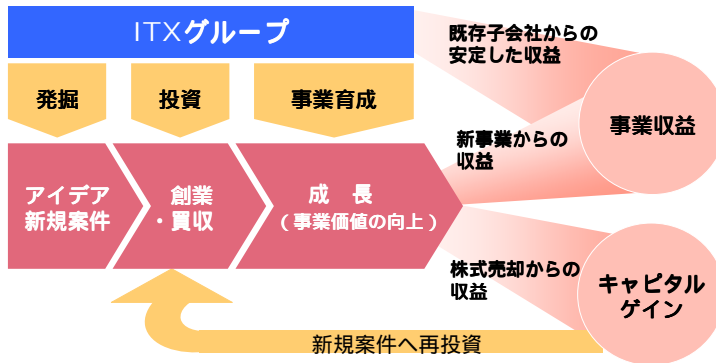 ITXグループ
発掘
投資
事業育成
アイデア
新規案件
創業
・買収
成 長
(事業価値の向上)
既存子会社からの
安定した収益
新事業からの
収益
株式売却からの
収益
事業収益
キャピタル
ゲイン
新規案件へ再投資